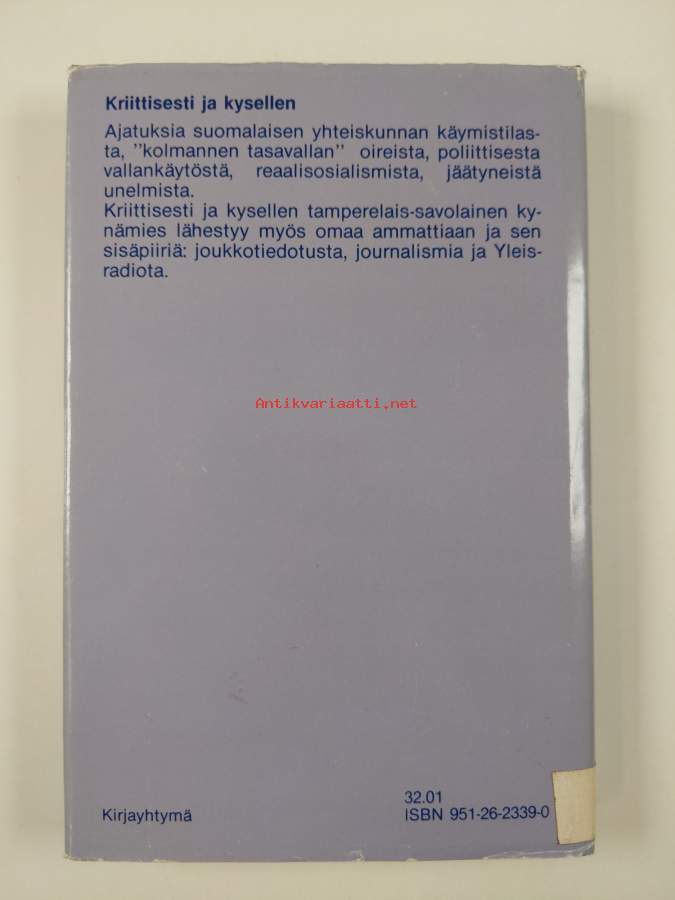 Kriittisesti ja kysellen
Ajatuksia suomalaisen yhteiskunnan käymistilas-
ta, "kolmannen tasavallan" oireista, poliittisesta
vallankäytöstä, reaalisosialismista, jäätyneistä
unelmista.
Kriittisesti ja kysellen tamperelais-savolainen ky-
nämies lähestyy myös omaa ammattiaan ja sen
sisäpiiriä: joukkotiedotusta, journalismia ja Yleis-
radiota.
Antikvariaatti.net
32.01
Kirjayhtymä
ISBN 951-26-2339-0